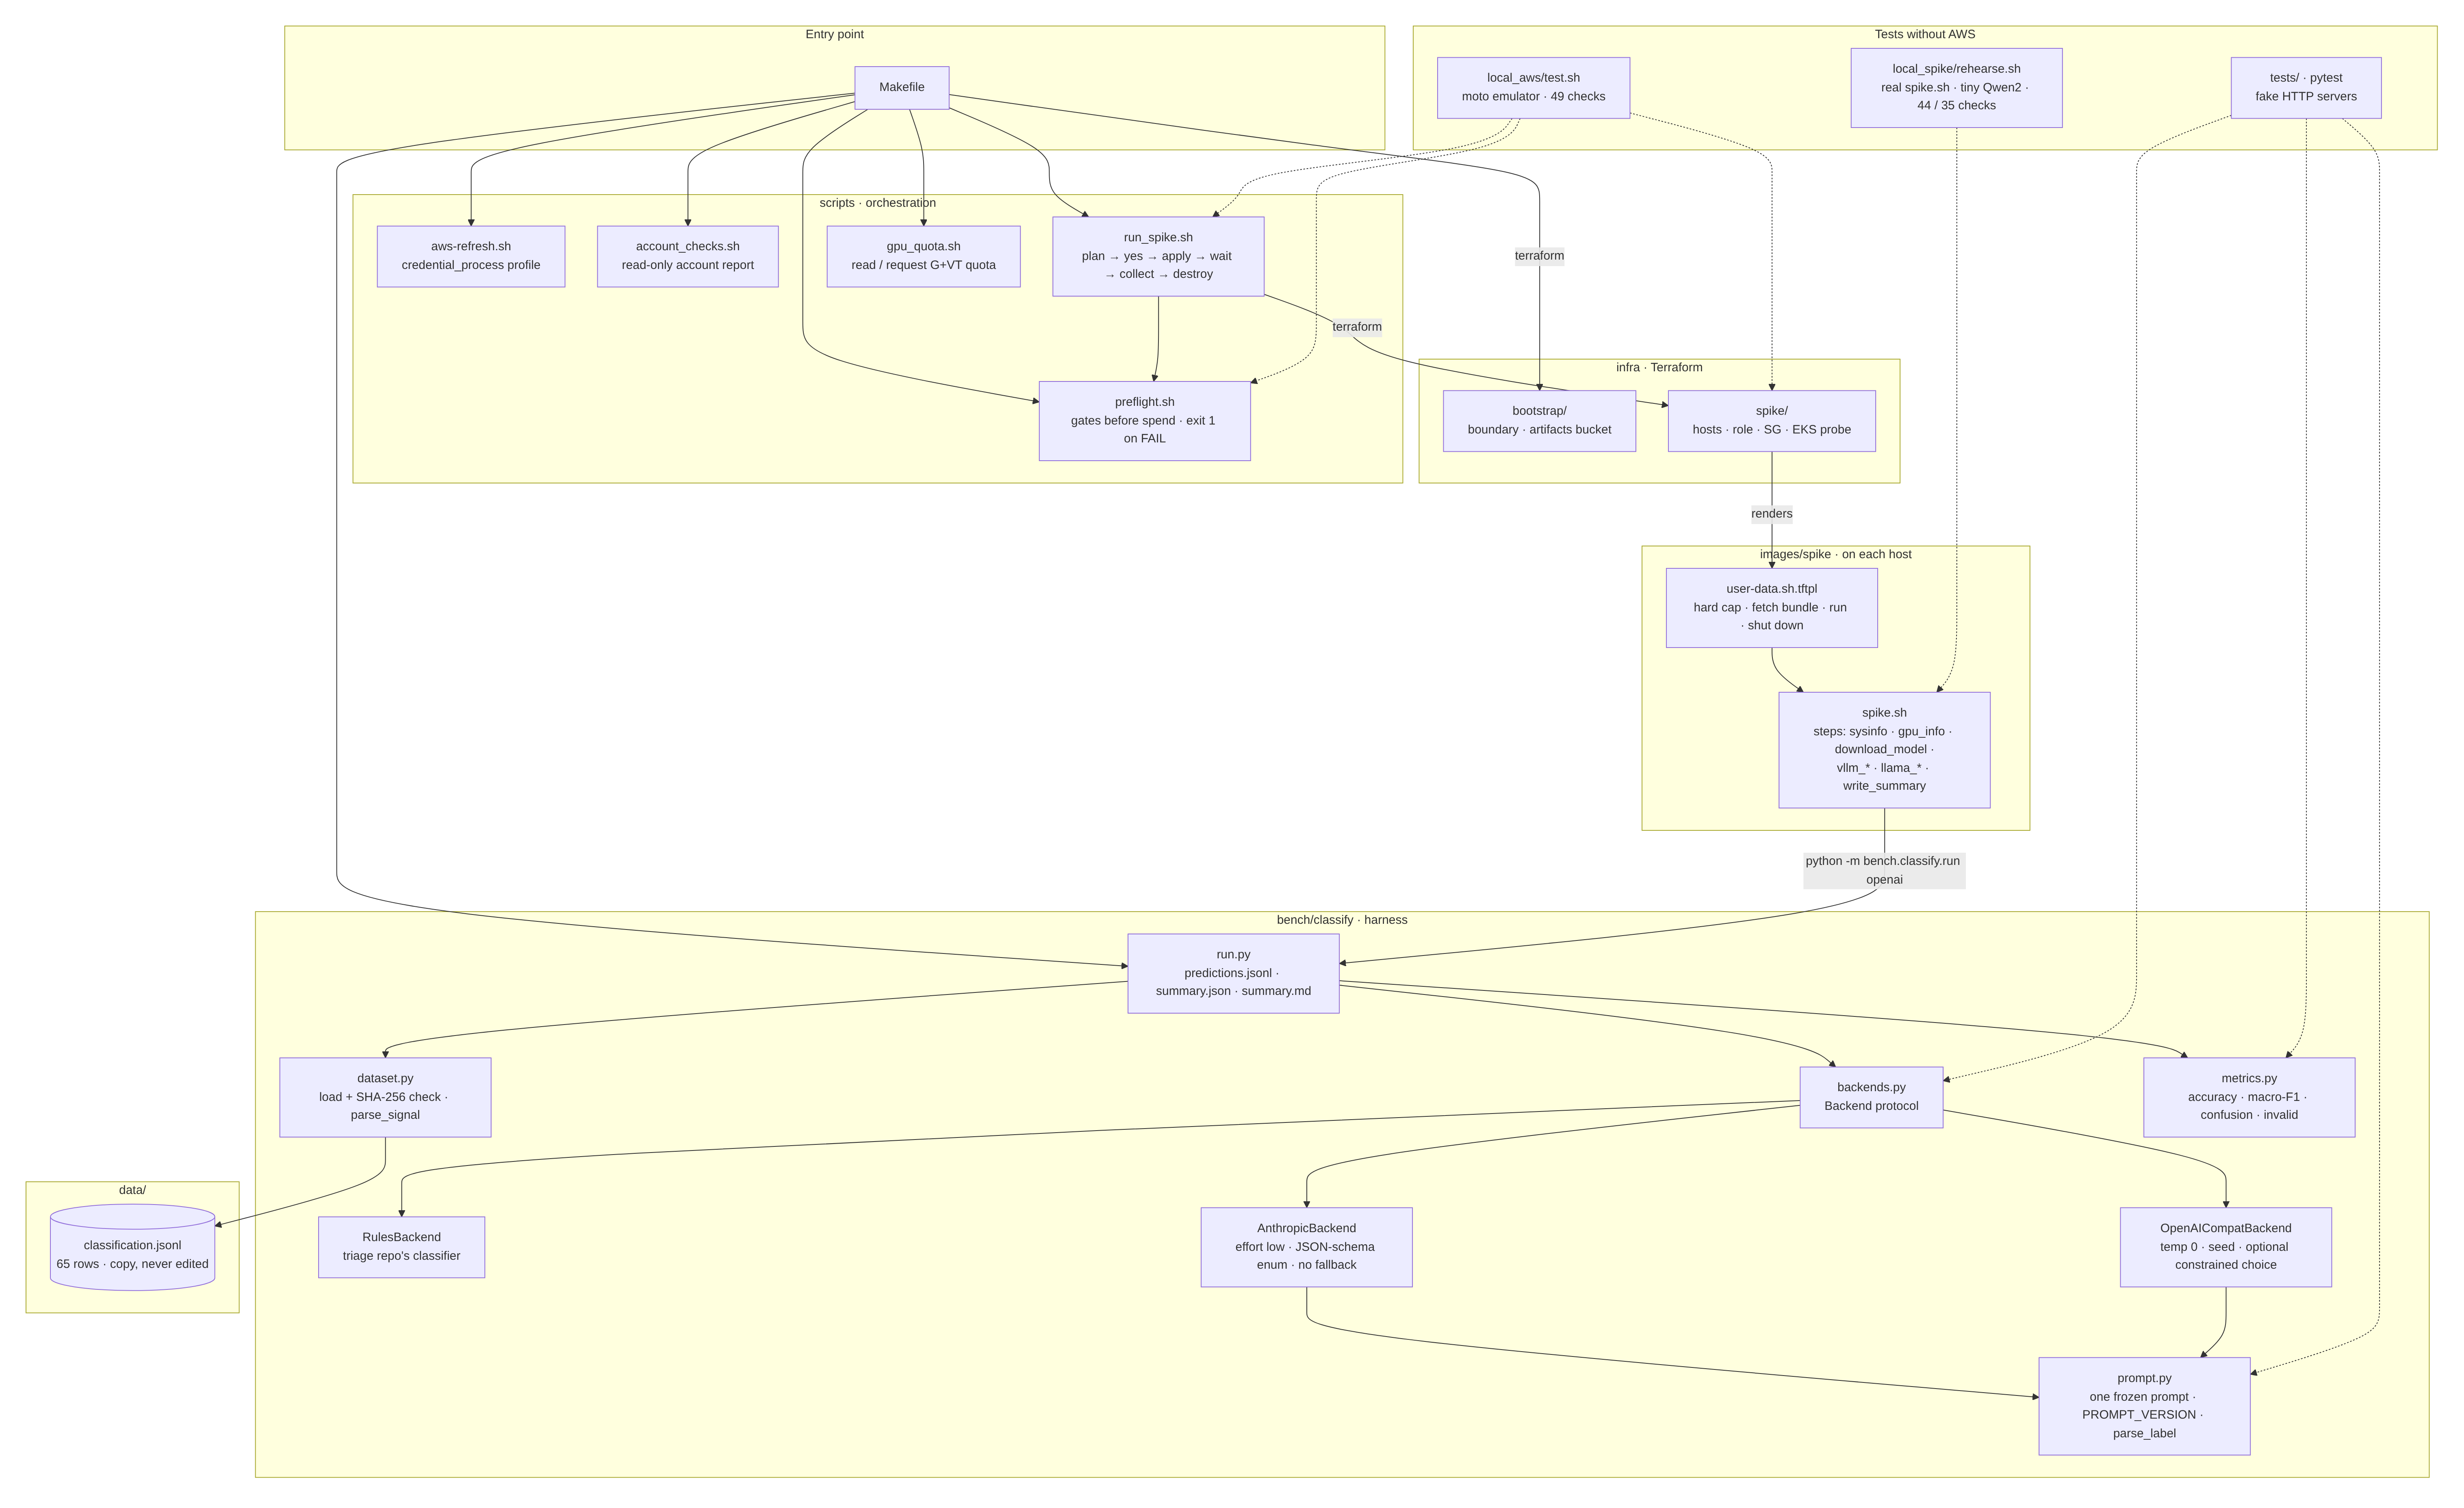 Entry point
Makefile
Tests without AWS
local_aws/test.sh
moto emulator · 49 checks
local_spike/rehearse.sh
real spike.sh · tiny Qwen2 ·
44 / 35 checks
tests/ · pytest
fake HTTP servers
scripts · orchestration
aws-refresh.sh
credential_process profile
account_checks.sh
read-only account report
gpu_quota.sh
read / request G+VT quota
run_spike.sh
plan → yes → apply → wait
→ collect → destroy
terraform
terraform
preflight.sh
gates before spend · exit 1
on FAIL
infra · Terraform
bootstrap/
boundary · artifacts bucket
spike/
hosts · role · SG · EKS probe
renders
images/spike · on each host
user-data.sh.tftpl
hard cap · fetch bundle · run
· shut down
spike.sh
steps: sysinfo · gpu_info ·
download_model ·
vllm_* · llama_* ·
write_summary
python -m bench.classify.run
openai
bench/classify · harness
run.py
predictions.jsonl ·
summary.json · summary.md
dataset.py
load + SHA-256 check ·
parse_signal
backends.py
Backend protocol
metrics.py
accuracy · macro-F1 ·
confusion · invalid
data/
classification.jsonl
65 rows · copy, never edited
RulesBackend
triage repo's classifier
AnthropicBackend
effort low · JSON-schema
enum · no fallback
OpenAICompatBackend
temp 0 · seed · optional
constrained choice
prompt.py
one frozen prompt ·
PROMPT_VERSION ·
parse_label